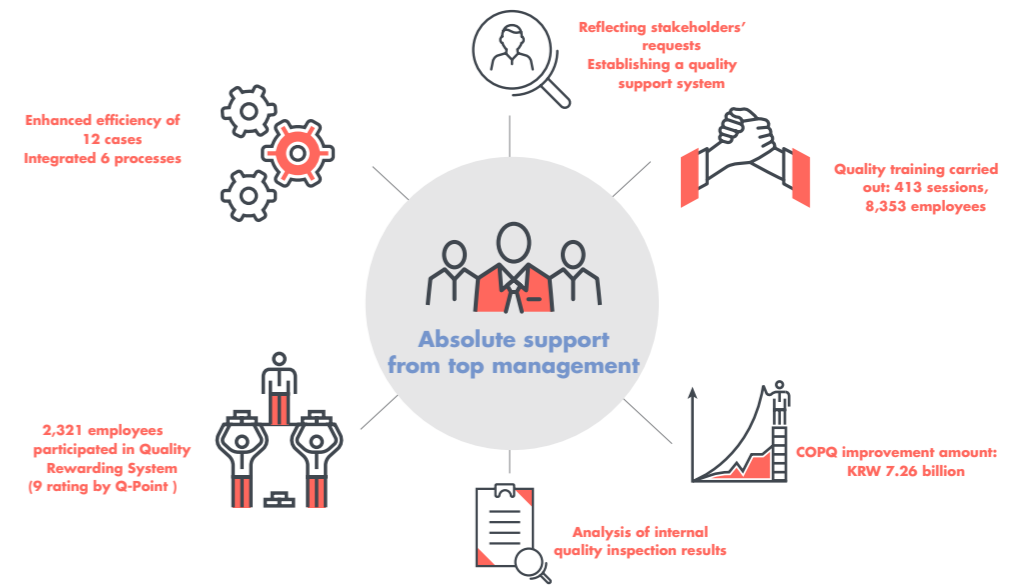 Reflecting stakeholders'
requests
Establishing a quality
support system
Enhanced efficiency of
12 cases
Integrated 6 processes
Quality training carried
out: 413 sessions,
8,353 employees
Absolute support
from top management
2,321 employees
participated in Quality
Rewarding System
(9 rating by Q-Point )
COPQ improvement amount:
KRW 7.26 billion
Analysis of internal
quality inspection results